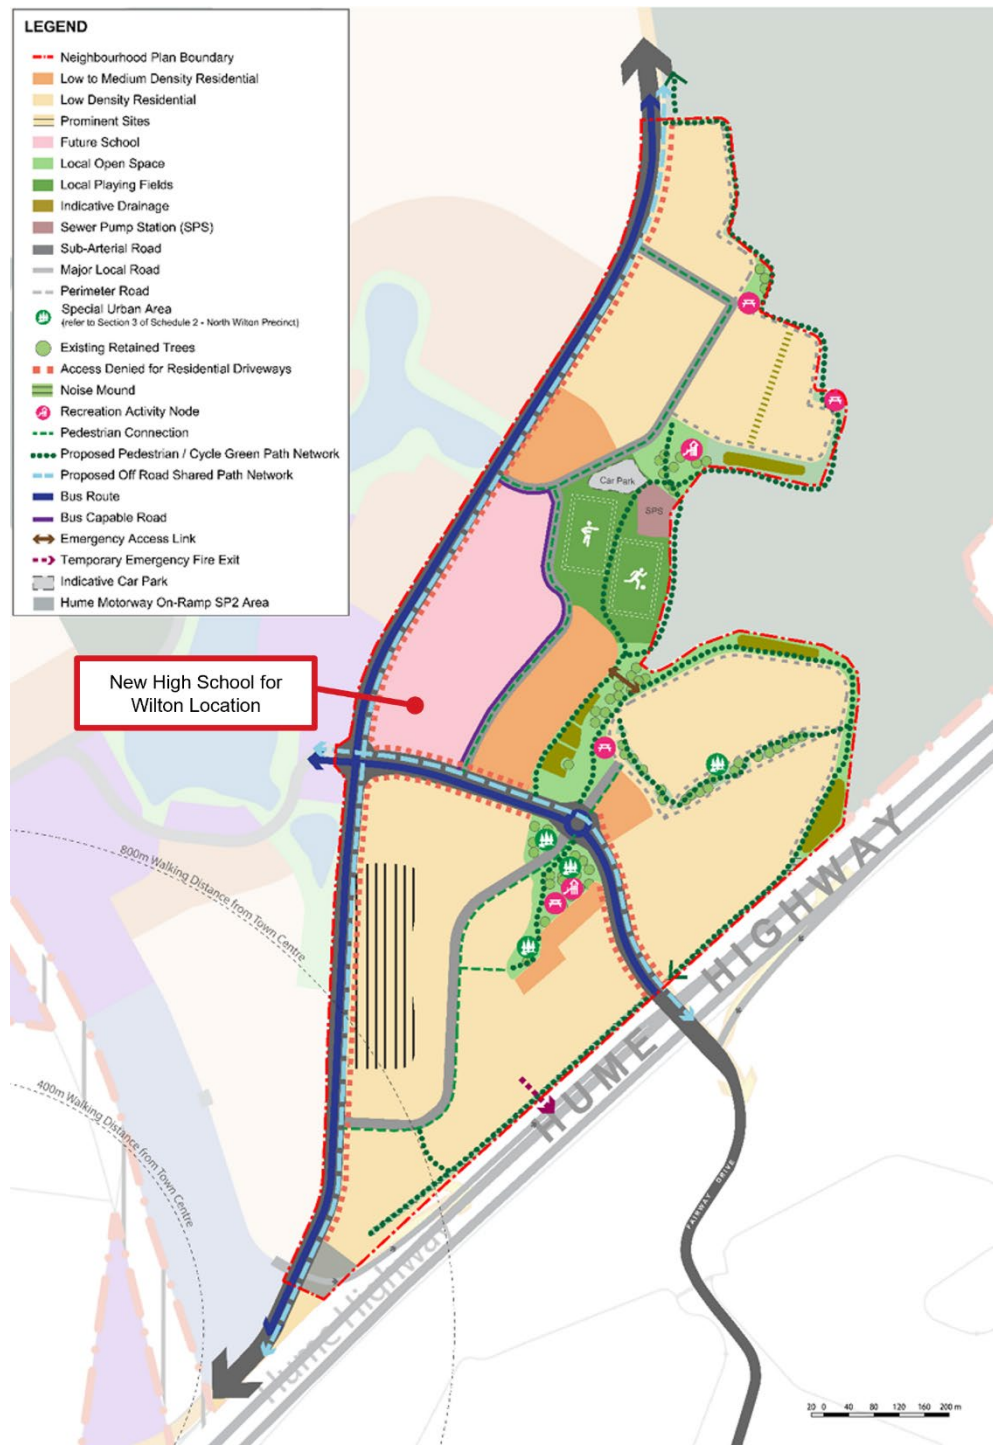 LEGEND
Neighbourhood Plan Boundary
Low to Medium Density Residential
Low Density Residential
Prominent Sites
Future School
Local Open Space
Local Playing Fields
Indicative Drainage
Sewer Pump Station (SPS)
Sub-Arterial Road
Major Local Road
Perimeter Road
Special Urban Area
(refer to Section 3 of Schedule 2 - North Wilton Precinct)
Existing Retained Trees
Access Denied for Residential Driveways
Noise Mound
Recreation Activity Node
Pedestrian Connection
Proposed Pedestrian / Cycle Green Path Network
Proposed Off Road Shared Path Network
Bus Route
Bus Capable Road
Emergency Access Link
Temporary Emergency Fire Exit
Indicative Car Park
Hume Motorway On-Ramp SP2 Area
Car Park
SPS
New High School for
Wilton Location
800m Walking Distance from Town Centre
400m Walking Distance from Town Centre
HUME HIGHWAY
Hume Highway
FAIRWAY DRIVE
20 0 40 80 120 160 200 m